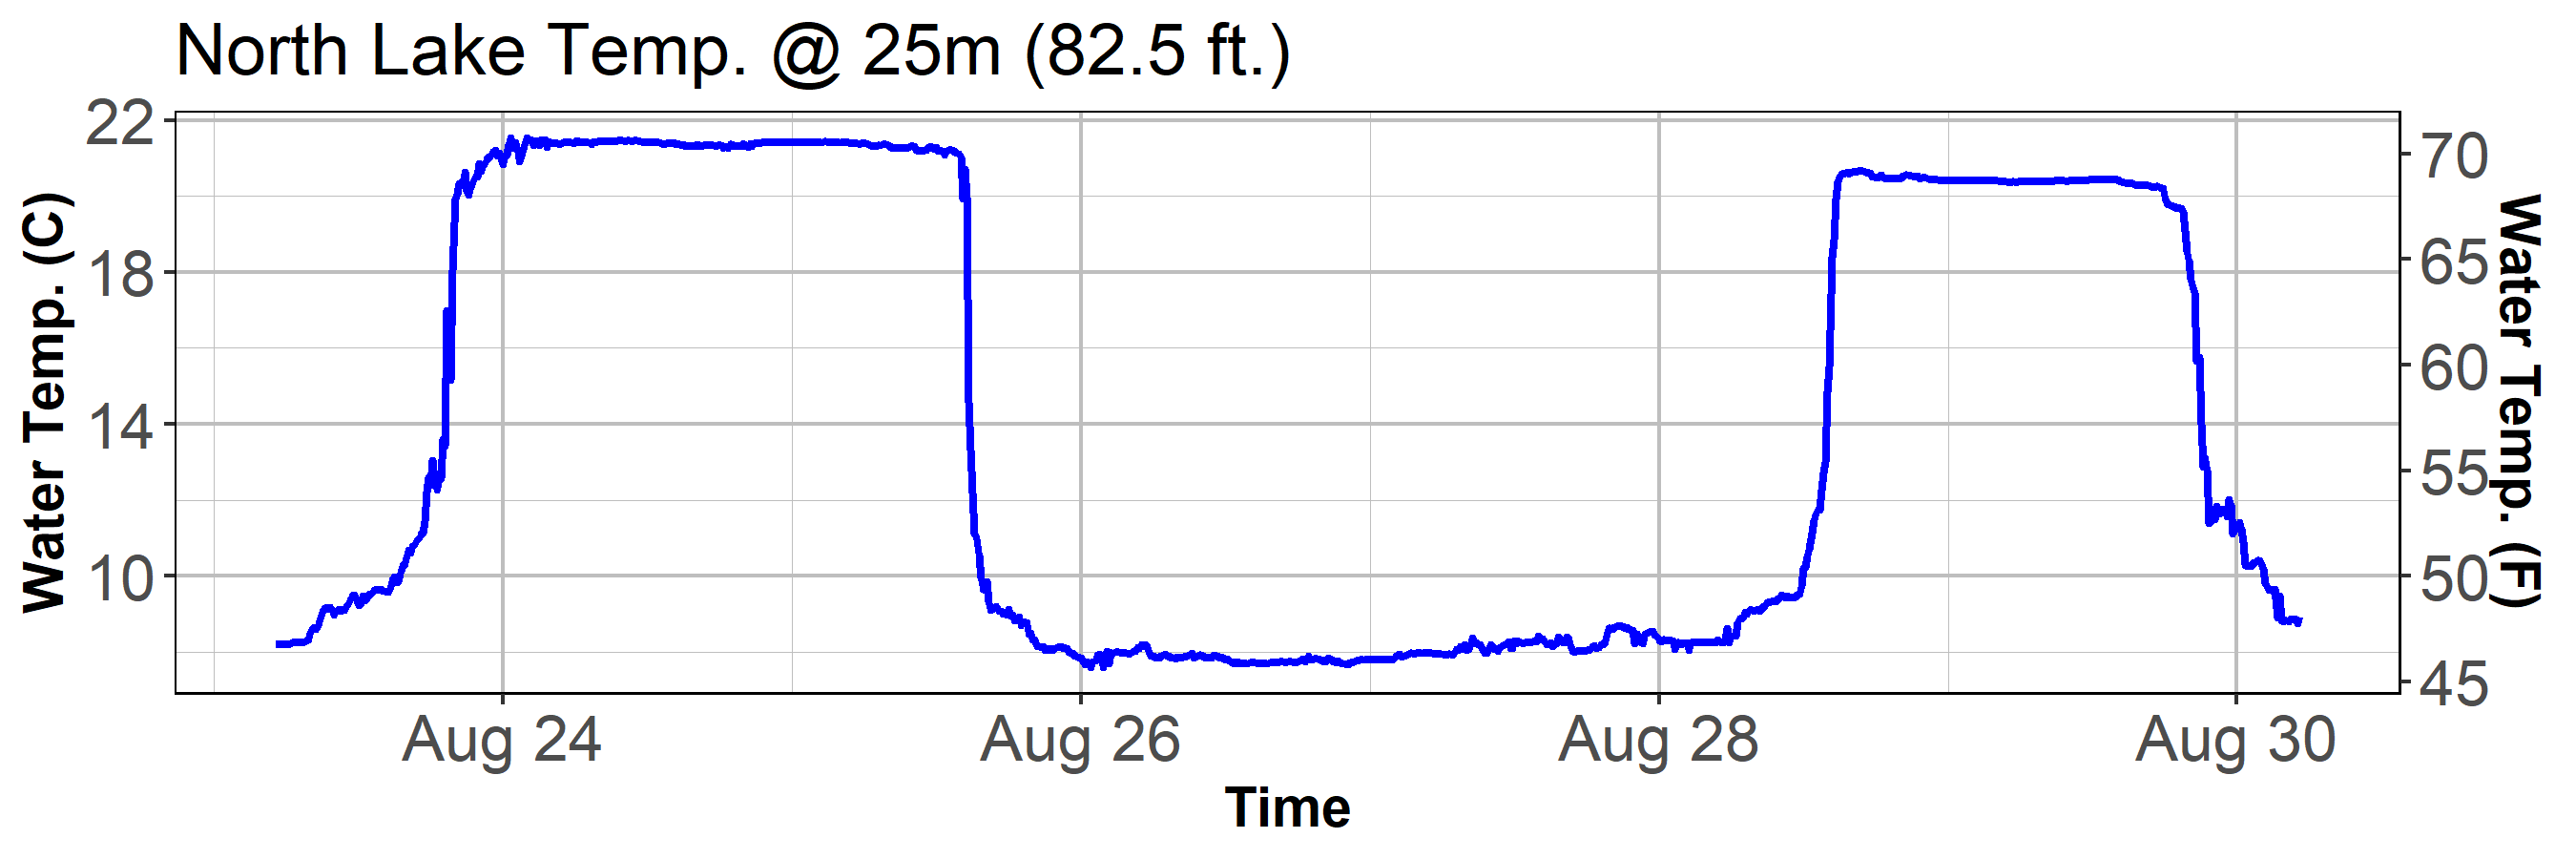 North Lake Temp. @ 25m (82.5 ft.)
Water Temp. (C)
22
18
14
10
70
65
60
55
50
45
Water Temp. (F)
Aug 24 Aug 26 Aug 28 Aug 30
Time